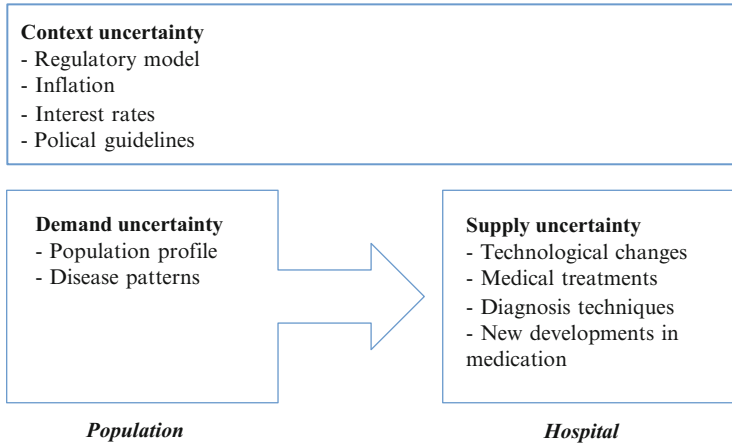 Context uncertainty
- Regulatory model
- Inflation
- Interest rates
- Polical guidelines
Demand uncertainty
- Population profile
- Disease patterns
Supply uncertainty
- Technological changes
- Medical treatments
- Diagnosis techniques
- New developments in
medication
Population
Hospital